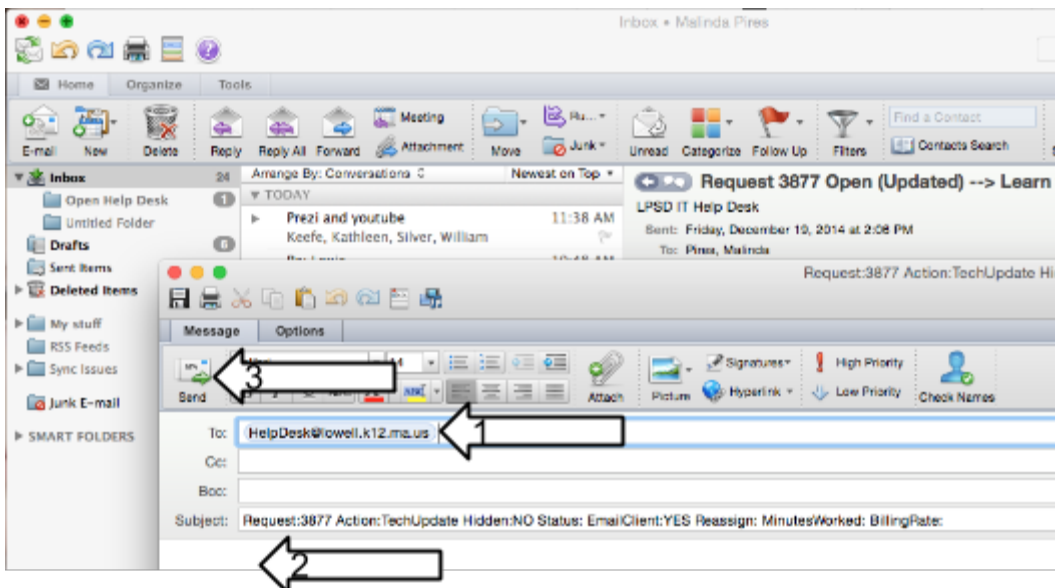 Inbox • Malinda Pires
Home Organize Tools
E-mail New Delete Reply Reply All Forward Meeting Attachment Move Ru... Junk Unread Categorize Follow Up Filters Find a Contact Contacts Search
Inbox 24
Open Help Desk 1
Untitled Folder
Drafts 6
Sent Items
Deleted Items
My stuff
RSS Feeds
Sync Issues
Junk E-mail
SMART FOLDERS
Arrange By: Conversations Newest on Top
TODAY
Prezi and youtube 11:38 AM
Keefe, Kathleen, Silver, William
Request 3877 Open (Updated) --> Learn
LPSD IT Help Desk
Sent: Friday, December 19, 2014 at 2:08 PM
To: Pires, Malinda
Request:3877 Action:TechUpdate Hi
Message Options
Send 3 14 Attach Picture Signatures Hyperlink High Priority Low Priority Check Names
To: HelpDesk@lowell.k12.ma.us 1
Cc:
Bcc:
Subject: Request:3877 Action:TechUpdate Hidden:NO Status: EmailClient:YES Reassign: MinutesWorked: BillingRate:
2